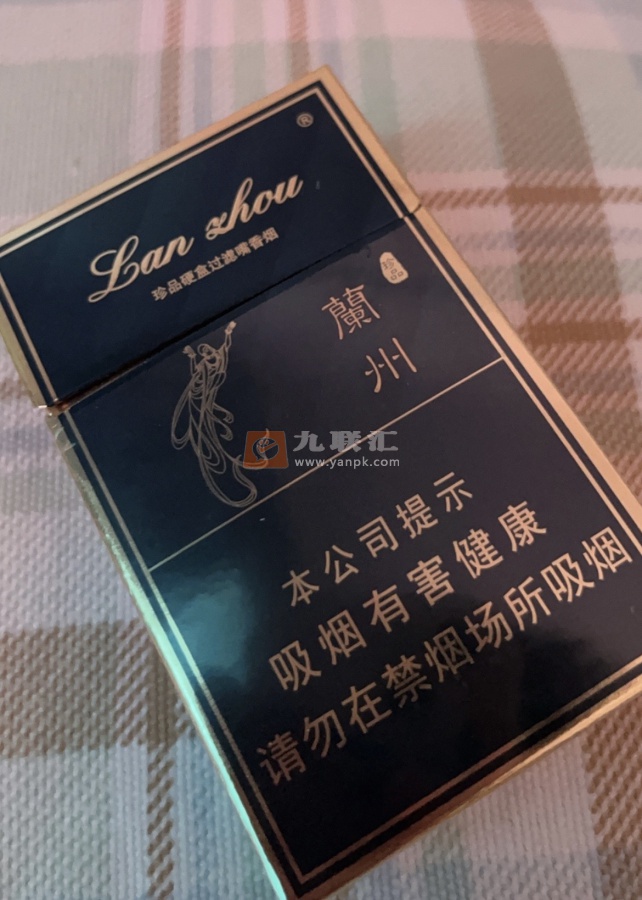 ®
Lan zhou
珍品硬盒过滤嘴香烟
珍品
蘭州
九联汇
www.yanpk.com
本公司提示
吸烟有害健康
请勿在禁烟场所吸烟